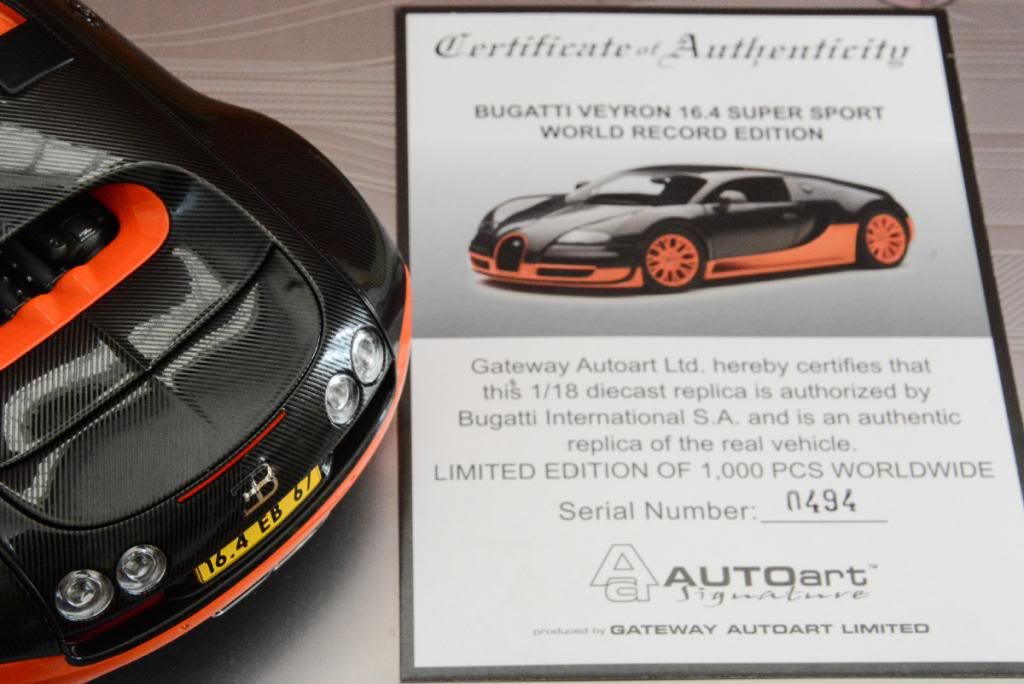 Certificate of Authenticity
BUGATTI VEYRON 16.4 SUPER SPORT
WORLD RECORD EDITION
Gateway Autoart Ltd. hereby certifies that
this 1/18 diecast replica is authorized by
Bugatti International S.A. and is an authentic
replica of the real vehicle.
LIMITED EDITION OF 1,000 PCS WORLDWIDE
Serial Number: 0494
AUTOart™
Signature
produced by GATEWAY AUTOART LIMITED
EB
16.4 EB 67